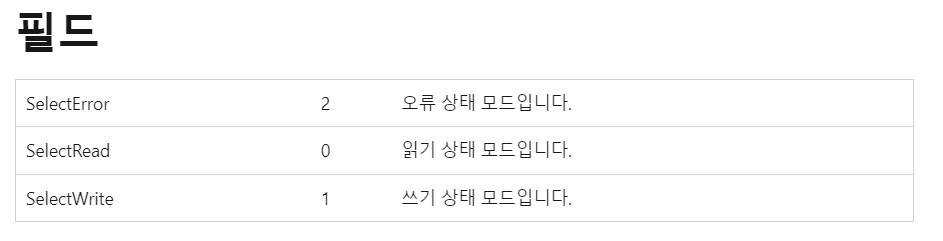 필드
SelectError 2 오류 상태 모드입니다.
SelectRead 0 읽기 상태 모드입니다.
SelectWrite 1 쓰기 상태 모드입니다.